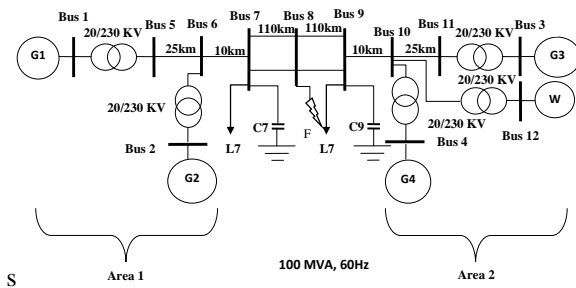 Bus 1
20/230 KV
Bus 5
Bus 6
Bus 7
110km
Bus 8
110km
Bus 9
Bus 10
Bus 11
20/230 KV
Bus 3
G1
25km
10km
10km
25km
G3
20/230 KV
20/230 KV
W
C7
F
C9
20/230 KV
Bus 12
Bus 2
L7
L7
Bus 4
G2
G4
S
Area 1
100 MVA, 60Hz
Area 2